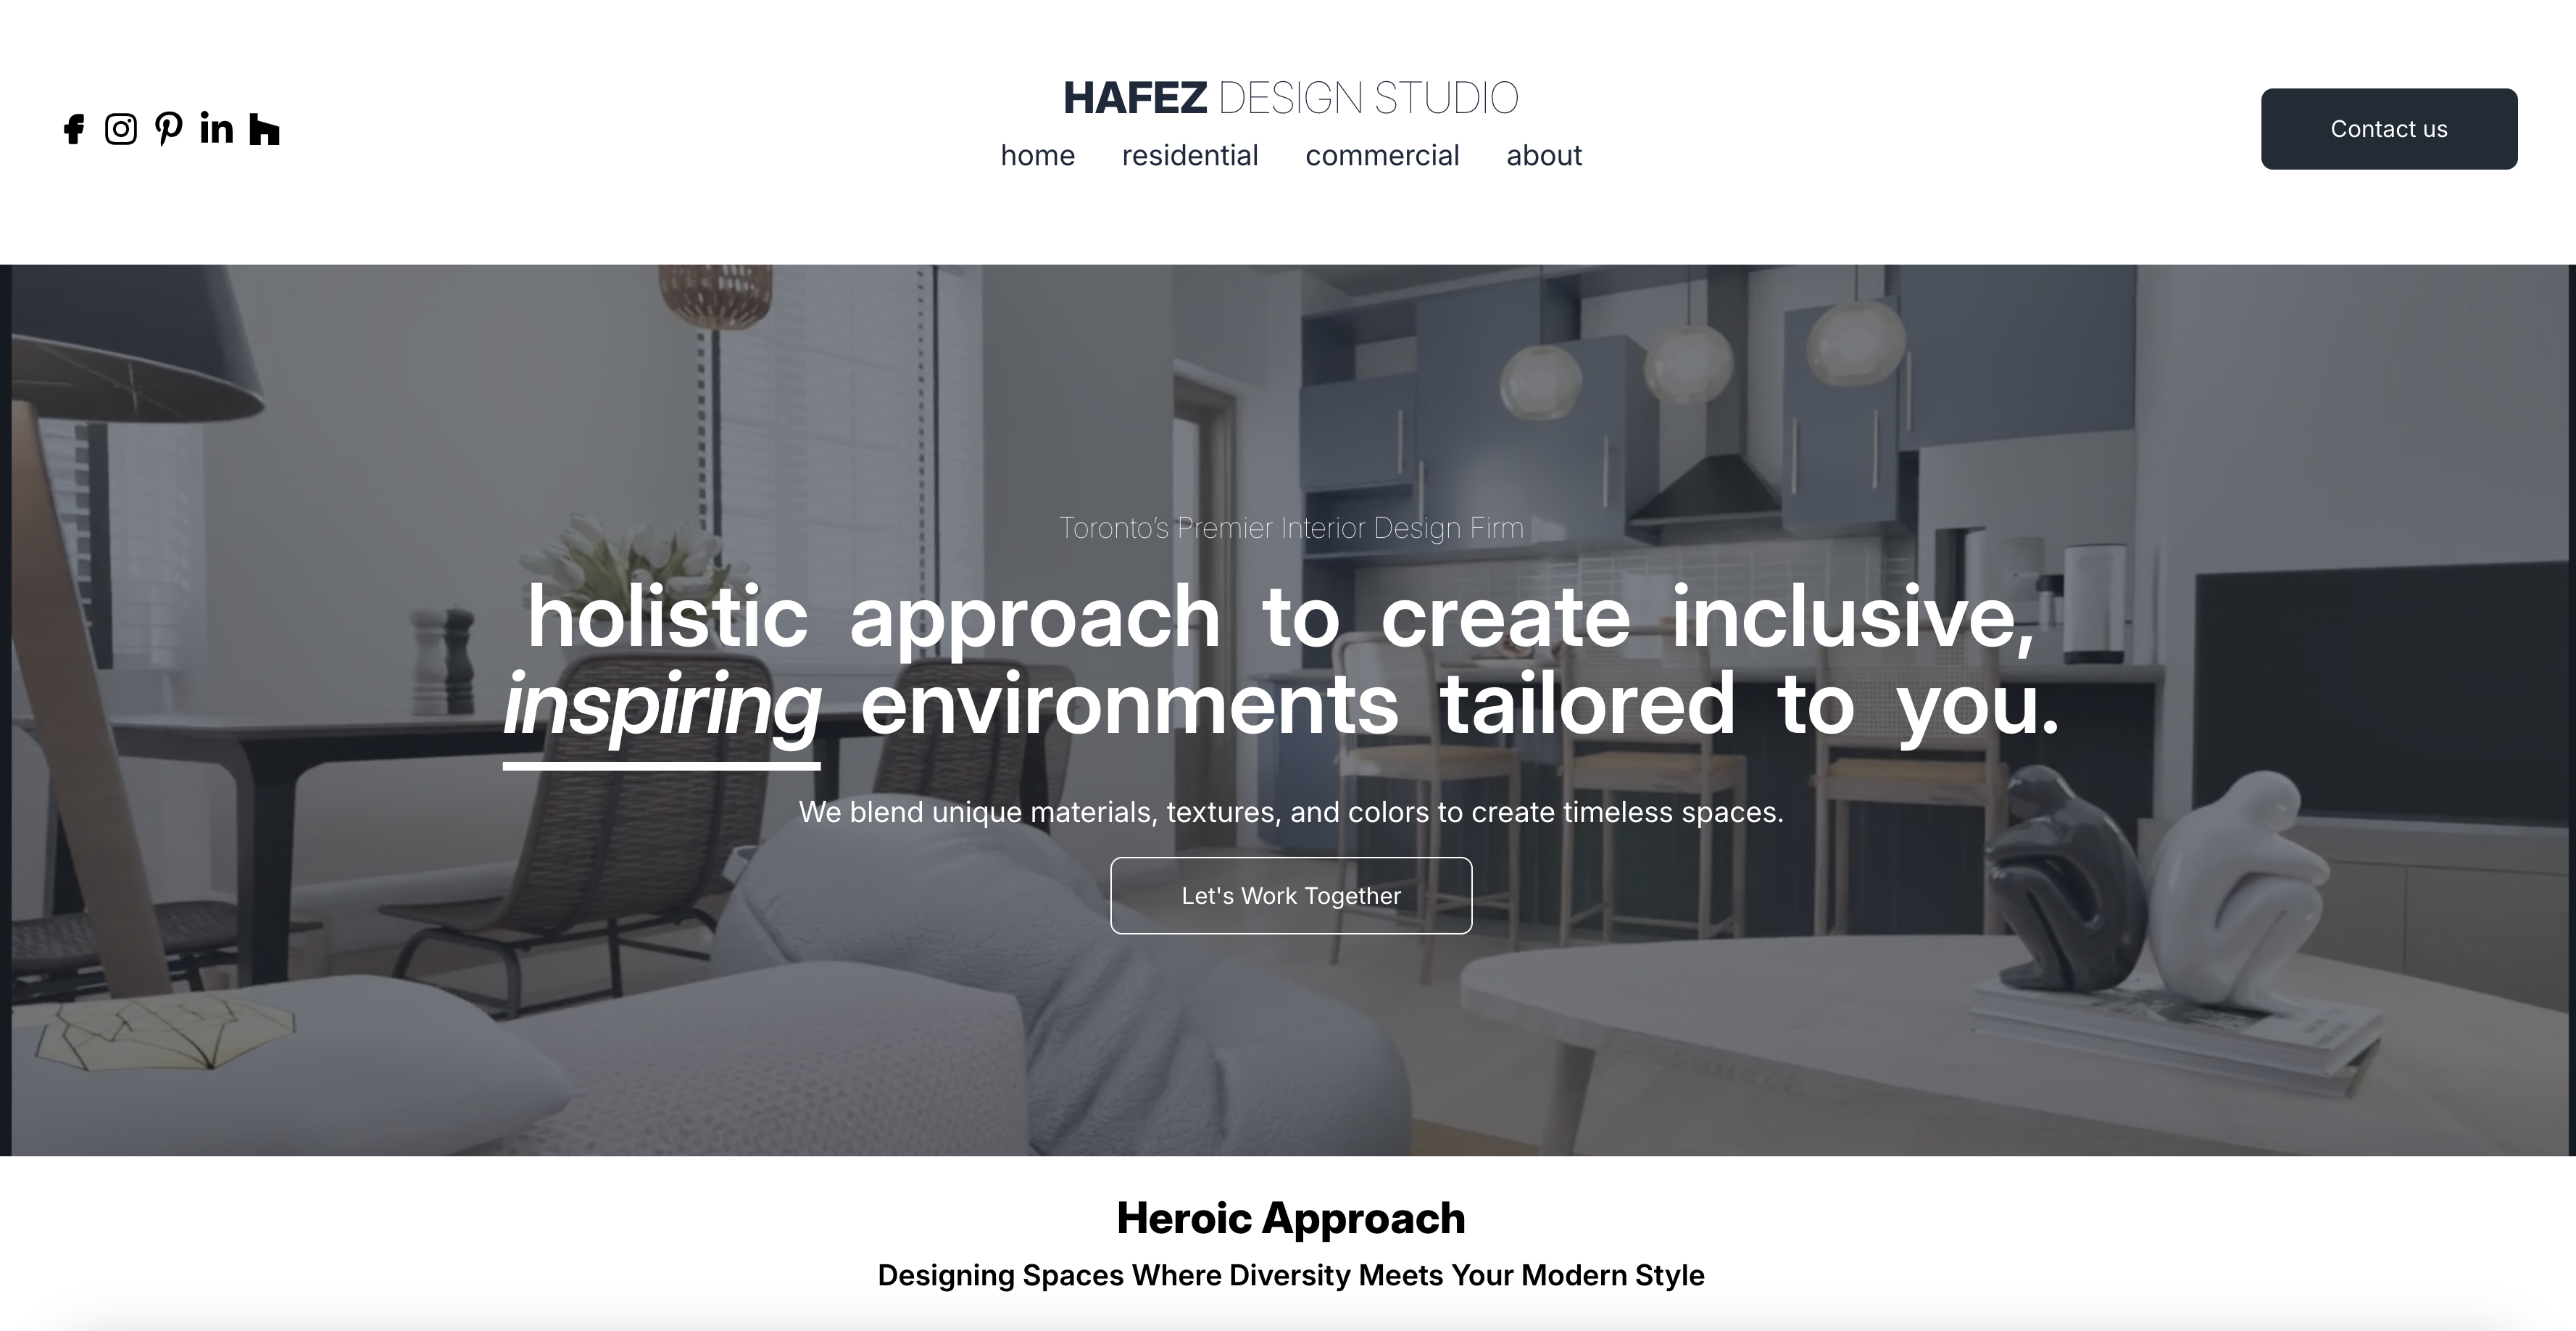 HAFEZ DESIGN STUDIO
home residential commercial about
Contact us
Toronto’s Premier Interior Design Firm
holistic approach to create inclusive,
inspiring environments tailored to you.
We blend unique materials, textures, and colors to create timeless spaces.
Let's Work Together
Heroic Approach
Designing Spaces Where Diversity Meets Your Modern Style